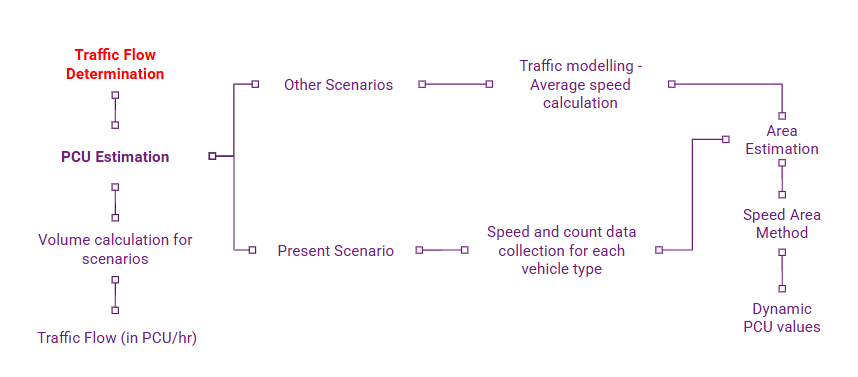 Traffic Flow
Determination
PCU Estimation
Volume calculation for
scenarios
Traffic Flow (in PCU/hr)
Other Scenarios
Traffic modelling -
Average speed
calculation
Present Scenario
Speed and count data
collection for each
vehicle type
Area
Estimation
Speed Area
Method
Dynamic
PCU values